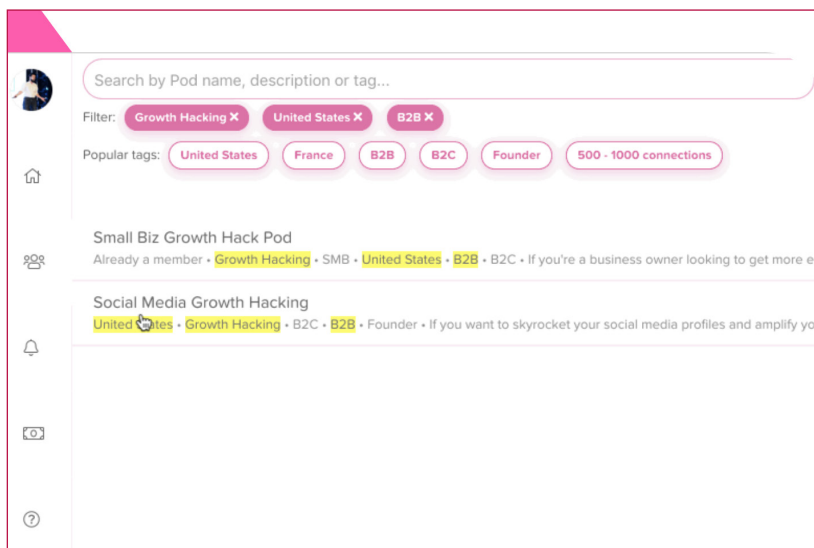 Search by Pod name, description or tag...
Filter: Growth Hacking × United States × B2B ×
Popular tags: United States France B2B B2C Founder 500 - 1000 connections
Small Biz Growth Hack Pod
Already a member • Growth Hacking • SMB • United States • B2B • B2C • If you're a business owner looking to get more
Social Media Growth Hacking
United States • Growth Hacking • B2C • B2B • Founder • If you want to skyrocket your social media profiles and amplify